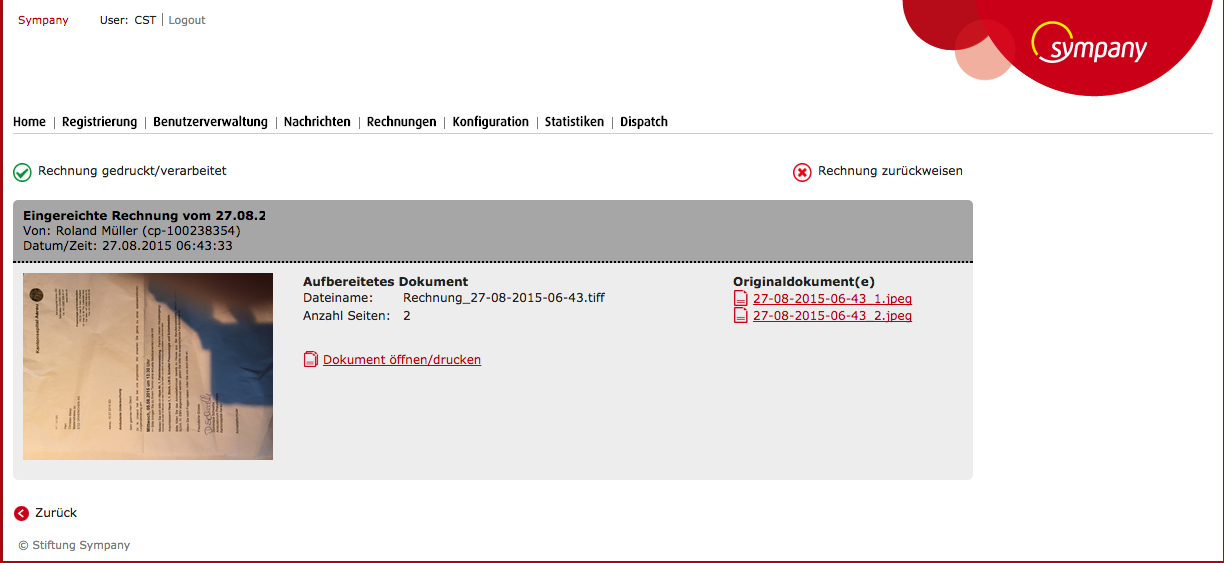 Sympany User: CST | Logout
sympany
Home | Registrierung | Benutzerverwaltung | Nachrichten | Rechnungen | Konfiguration | Statistiken | Dispatch
Rechnung gedruckt/verarbeitet
Rechnung zurückweisen
Eingereichte Rechnung vom 27.08.2
Von: Roland Müller (cp-100238354)
Datum/Zeit: 27.08.2015 06:43:33
Kantonsspital Aarau
Aufbereitetes Dokument
Dateiname: Rechnung_27-08-2015-06-43.tiff
Anzahl Seiten: 2
Dokument öffnen/drucken
Originaldokument(e)
27-08-2015-06-43_1.jpeg
27-08-2015-06-43_2.jpeg
Zurück
© Stiftung Sympany